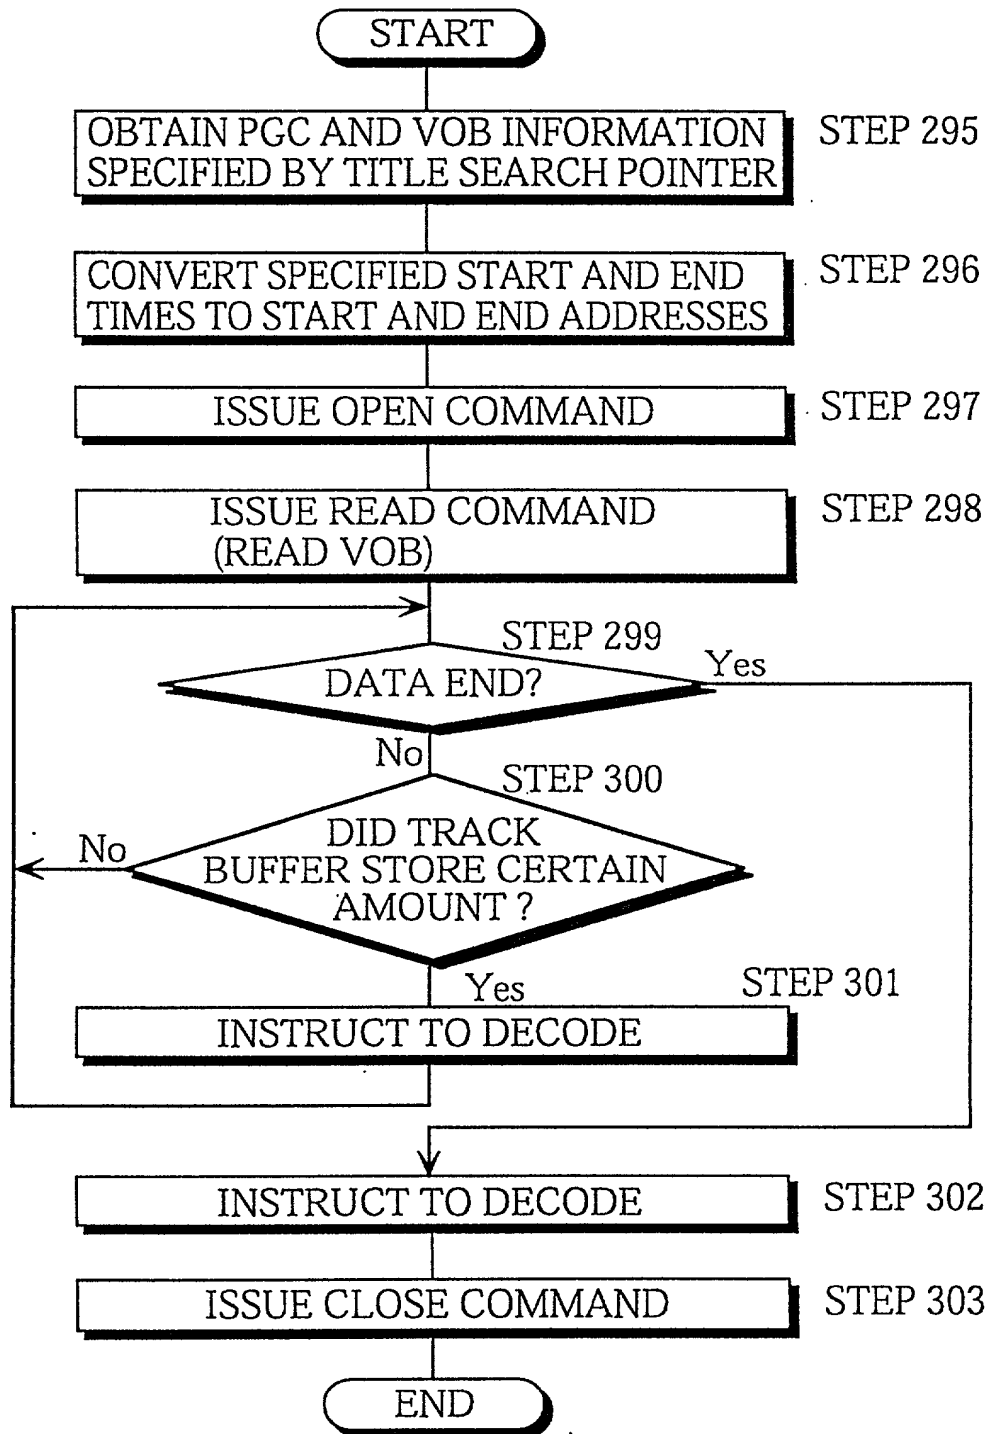 START
OBTAIN PGC AND VOB INFORMATION
SPECIFIED BY TITLE SEARCH POINTER
STEP 295
CONVERT SPECIFIED START AND END
TIMES TO START AND END ADDRESSES
STEP 296
ISSUE OPEN COMMAND
STEP 297
ISSUE READ COMMAND
(READ VOB)
STEP 298
STEP 299
DATA END?
Yes
No
STEP 300
DID TRACK
BUFFER STORE CERTAIN
AMOUNT ?
No
Yes
STEP 301
INSTRUCT TO DECODE
INSTRUCT TO DECODE
STEP 302
ISSUE CLOSE COMMAND
STEP 303
END